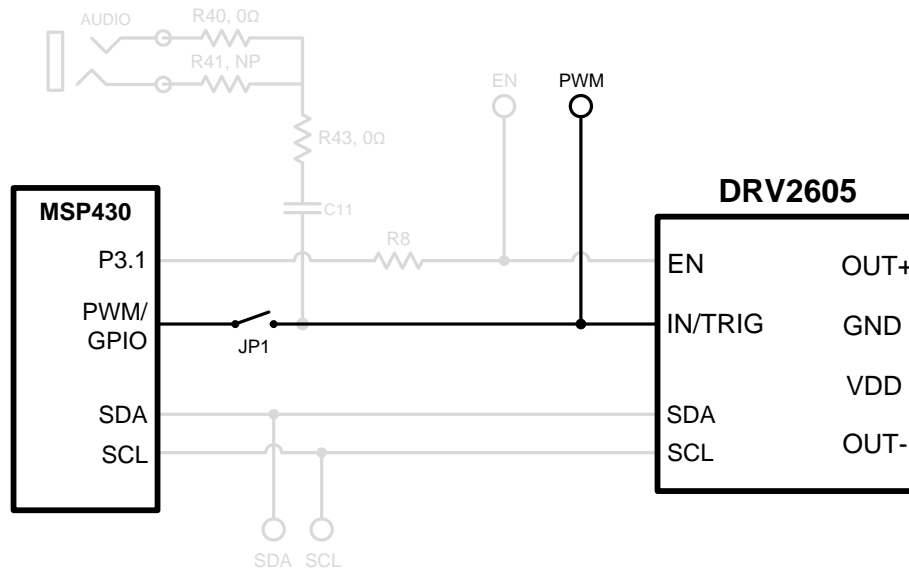 AUDIO
R40, 0Ω
R41, NP
R43, 0Ω
C11
EN
PWM
MSP430
DRV2605
P3.1
R8
EN
OUT+
PWM/
GPIO
JP1
IN/TRIG
GND
VDD
SDA
SDA
SCL
SCL
OUT-
SDA
SCL